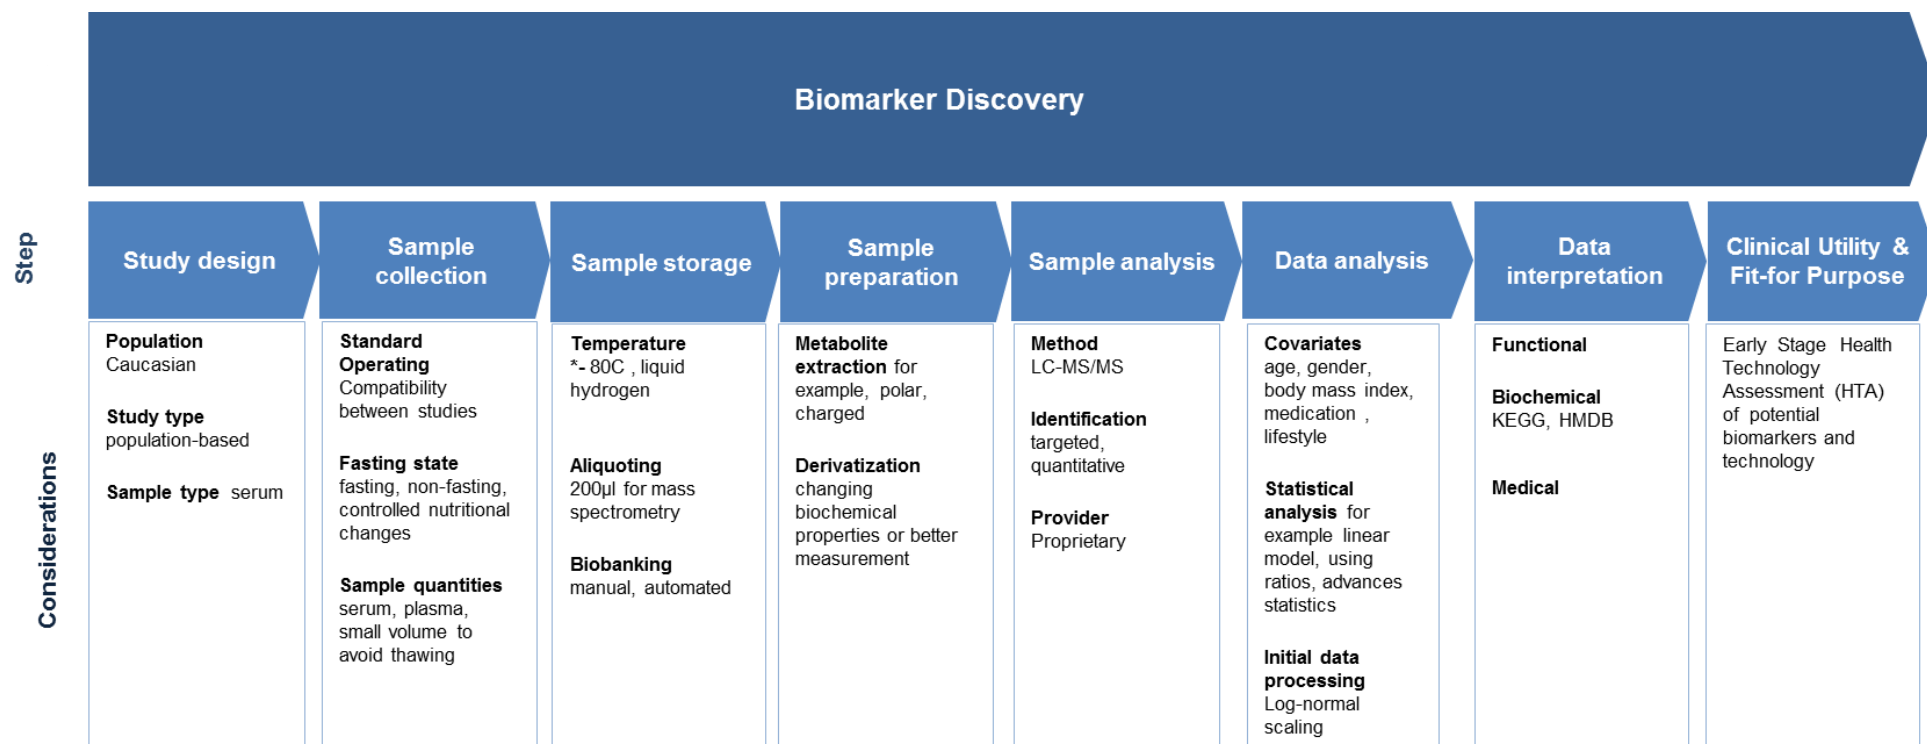 Biomarker Discovery
Step
Study design
Sample
collection
Sample storage
Sample
preparation
Sample analysis
Data analysis
Data
interpretation
Clinical Utility &
Fit-for Purpose
Considerations
Population
Caucasian
Study type
population-based
Sample type serum
Standard
Operating
Compatibility
between studies
Fasting state
fasting, non-fasting,
controlled nutritional
changes
Sample quantities
serum, plasma,
small volume to
avoid thawing
Temperature
*- 80C , liquid
hydrogen
Aliquoting
200µl for mass
spectrometry
Biobanking
manual, automated
Metabolite
extraction for
example, polar,
charged
Derivatization
changing
biochemical
properties or better
measurement
Method
LC-MS/MS
Identification
targeted,
quantitative
Provider
Proprietary
Covariates
age, gender,
body mass index,
medication ,
lifestyle
Statistical
analysis for
example linear
model, using
ratios, advances
statistics
Initial data
processing
Log-normal
scaling
Functional
Biochemical
KEGG, HMDB
Medical
Early Stage Health
Technology
Assessment (HTA)
of potential
biomarkers and
technology